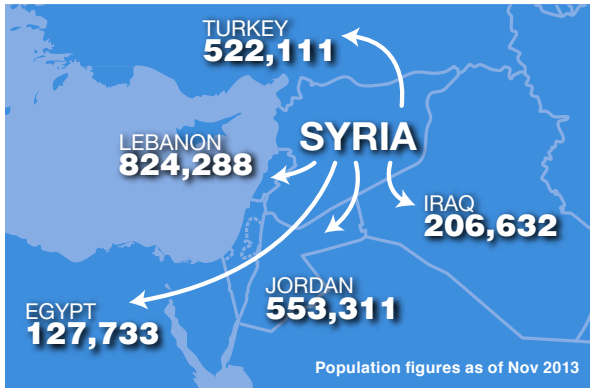 TURKEY
522,111
LEBANON
824,288
SYRIA
IRAQ
206,632
JORDAN
553,311
EGYPT
127,733
Population figures as of Nov 2013